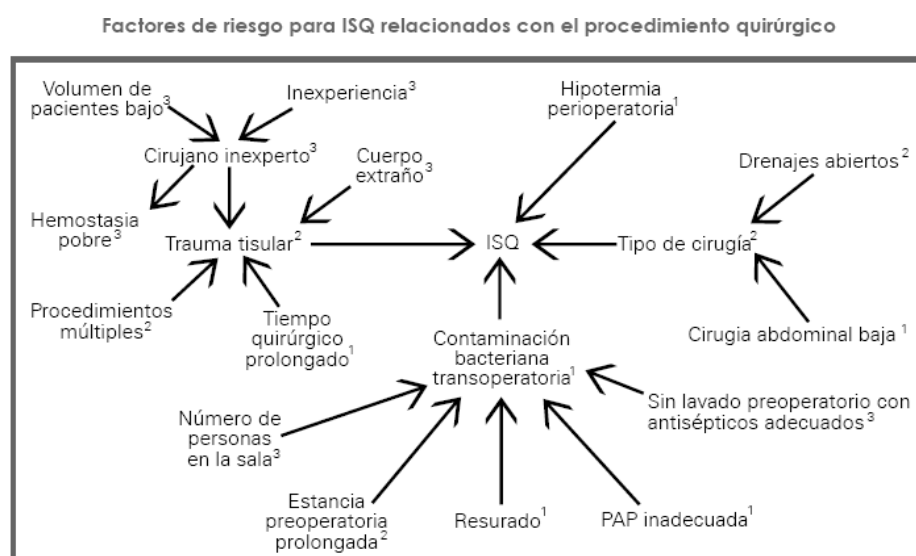 Factores de riesgo para ISQ relacionados con el procedimiento quirúrgico
Volumen de
pacientes bajo³
Inexperiencia³
Hipotermia
perioperatoria¹
Cirujano inexperto³
Cuerpo
extraño³
Drenajes abiertos²
Hemostasia
pobre³
Trauma tisular²
ISQ
Tipo de cirugía²
Procedimientos
múltiples²
Tiempo
quirúrgico
prolongado¹
Contaminación
bacteriana
transoperatoria¹
Cirugia abdominal baja¹
Número de
personas
en la sala³
Sin lavado preoperatorio con
antisépticos adecuados³
Estancia
preoperatoria
prolongada²
Resurado¹
PAP inadecuada¹